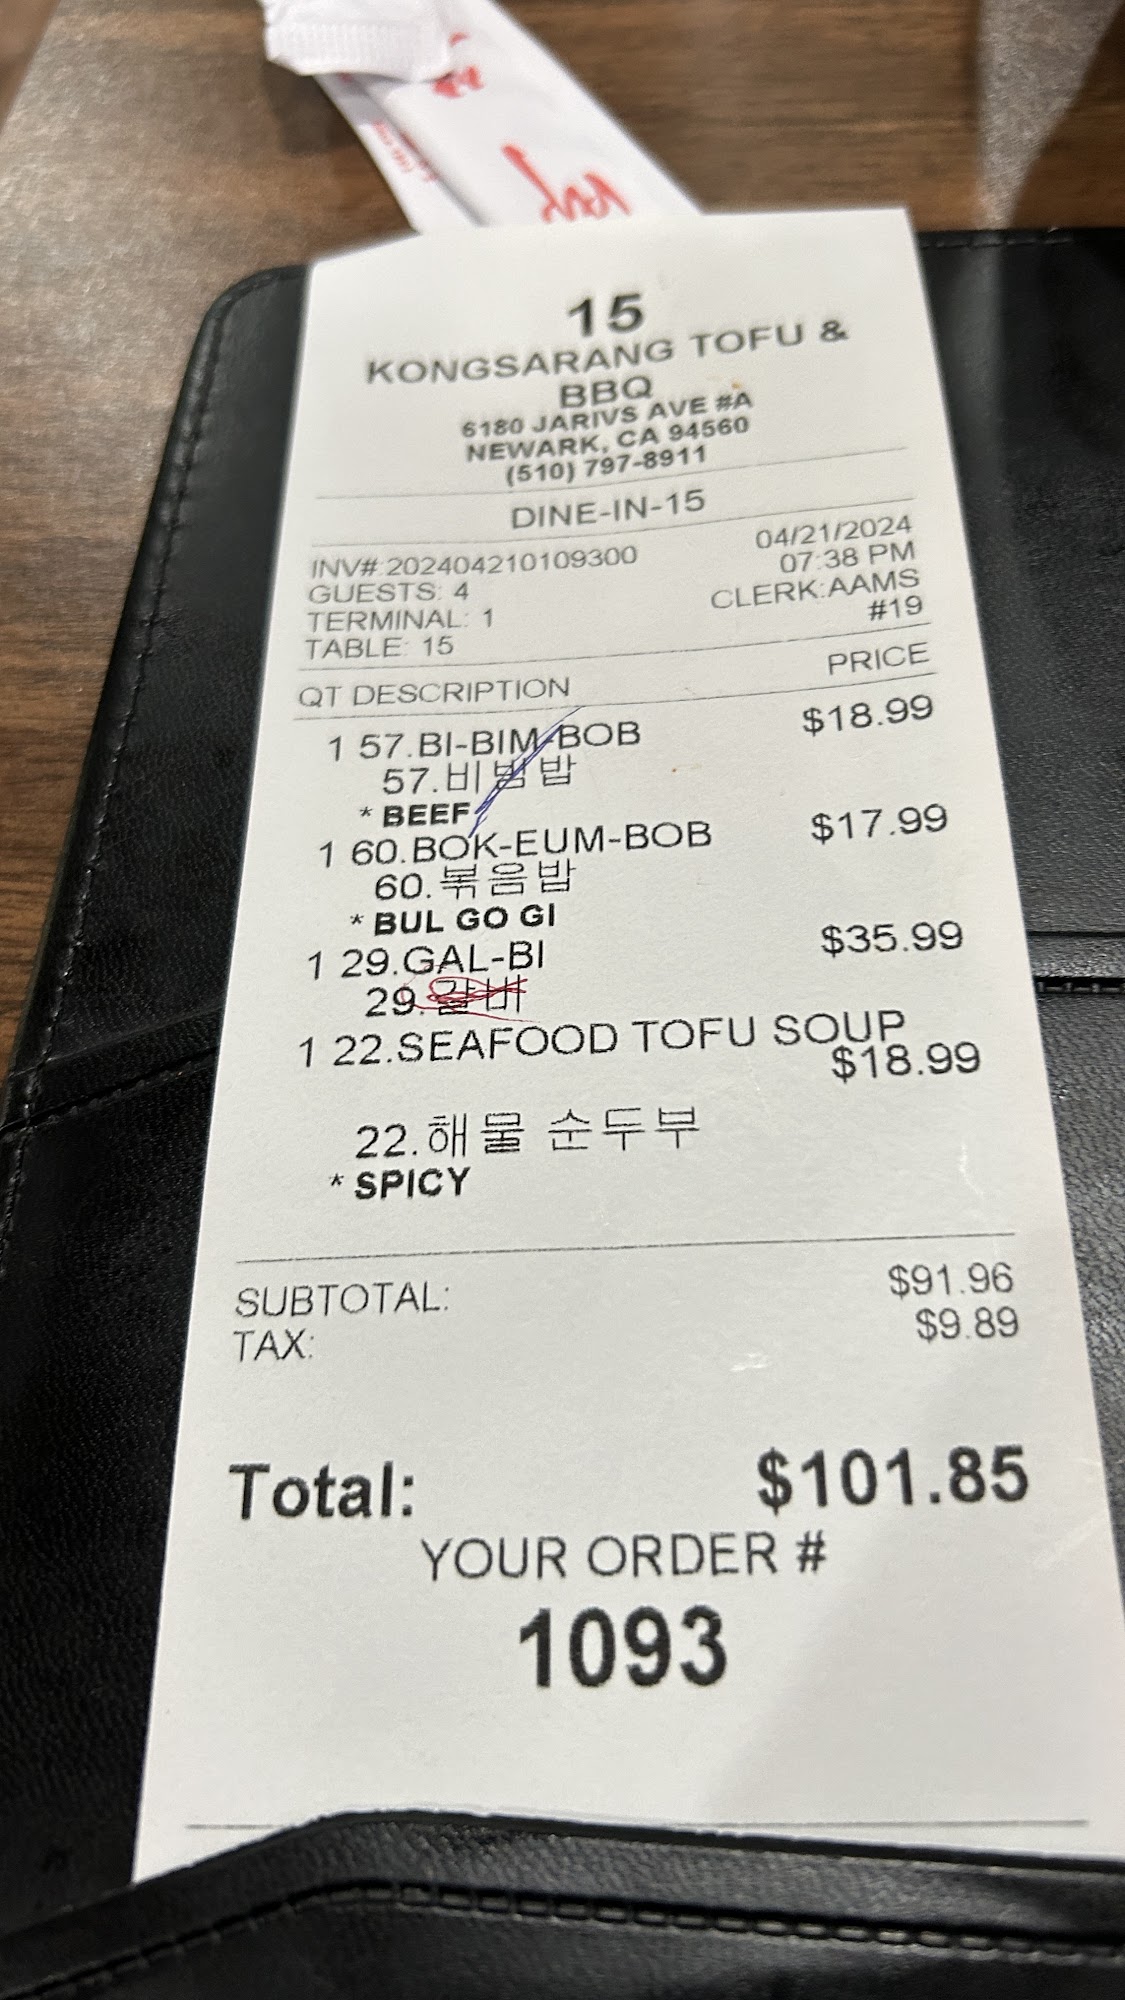 15
KONGSARANG TOFU &
BBQ
6180 JARIVS AVE #A
NEWARK, CA 94560
(510) 797-8911
DINE-IN-15
INV#:202404210109300 04/21/2024
GUESTS: 4 07:38 PM
TERMINAL: 1 CLERK:AAMS
TABLE: 15 #19
QT DESCRIPTION PRICE
1 57.BI-BIM-BOB $18.99
57.비빔밥
* BEEF
1 60.BOK-EUM-BOB $17.99
60.볶음밥
* BUL GO GI
1 29.GAL-BI $35.99
29.갈비
1 22.SEAFOOD TOFU SOUP
$18.99
22.해물 순두부
* SPICY
SUBTOTAL: $91.96
TAX: $9.89
Total: $101.85
YOUR ORDER #
1093